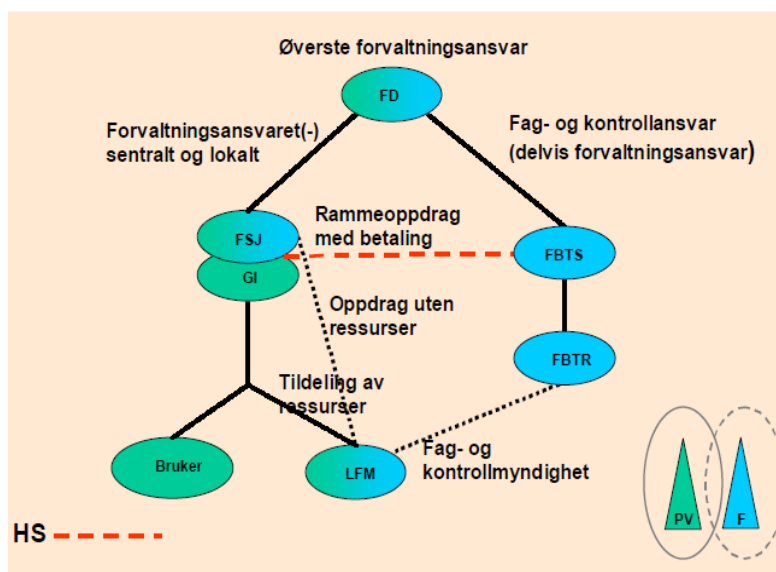 Øverste forvaltningsansvar
FD
Forvaltningsansvaret(-)
sentralt og lokalt
Fag- og kontrollansvar
(delvis forvaltningsansvar)
Rammeoppdrag
med betaling
FSJ
GI
FBTS
Oppdrag uten
ressurser
FBTR
Tildeling av
ressurser
Bruker
LFM
Fag- og
kontrollmyndighet
PV
F
HS